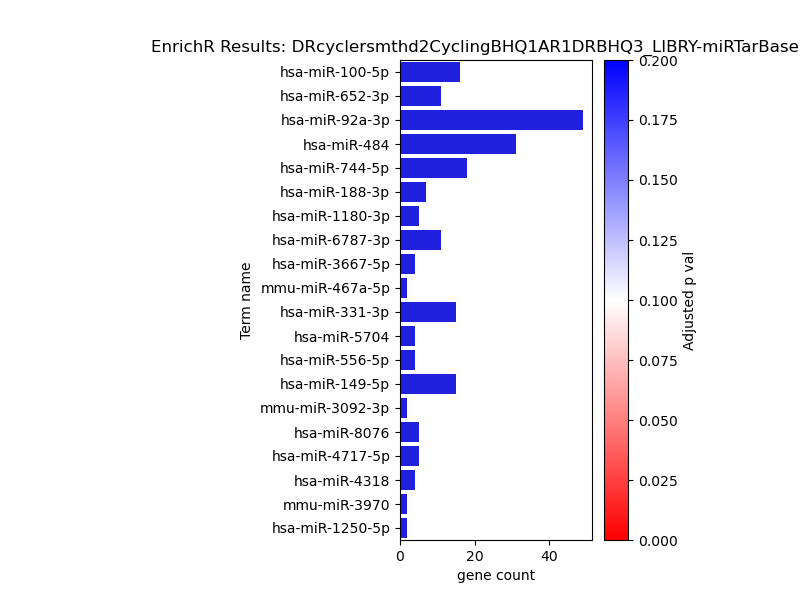 EnrichR Results: DRcyclersmthd2CyclingBHQ1AR1DRBHQ3_LIBRY-miRTarBase
hsa-miR-100-5p
hsa-miR-652-3p
hsa-miR-92a-3p
hsa-miR-484
hsa-miR-744-5p
hsa-miR-188-3p
hsa-miR-1180-3p
hsa-miR-6787-3p
hsa-miR-3667-5p
mmu-miR-467a-5p
hsa-miR-331-3p
hsa-miR-5704
hsa-miR-556-5p
hsa-miR-149-5p
mmu-miR-3092-3p
hsa-miR-8076
hsa-miR-4717-5p
hsa-miR-4318
mmu-miR-3970
hsa-miR-1250-5p
Term name
0 20 40
gene count
0.200
0.175
0.150
0.125
0.100
0.075
0.050
0.025
0.000
Adjusted p val